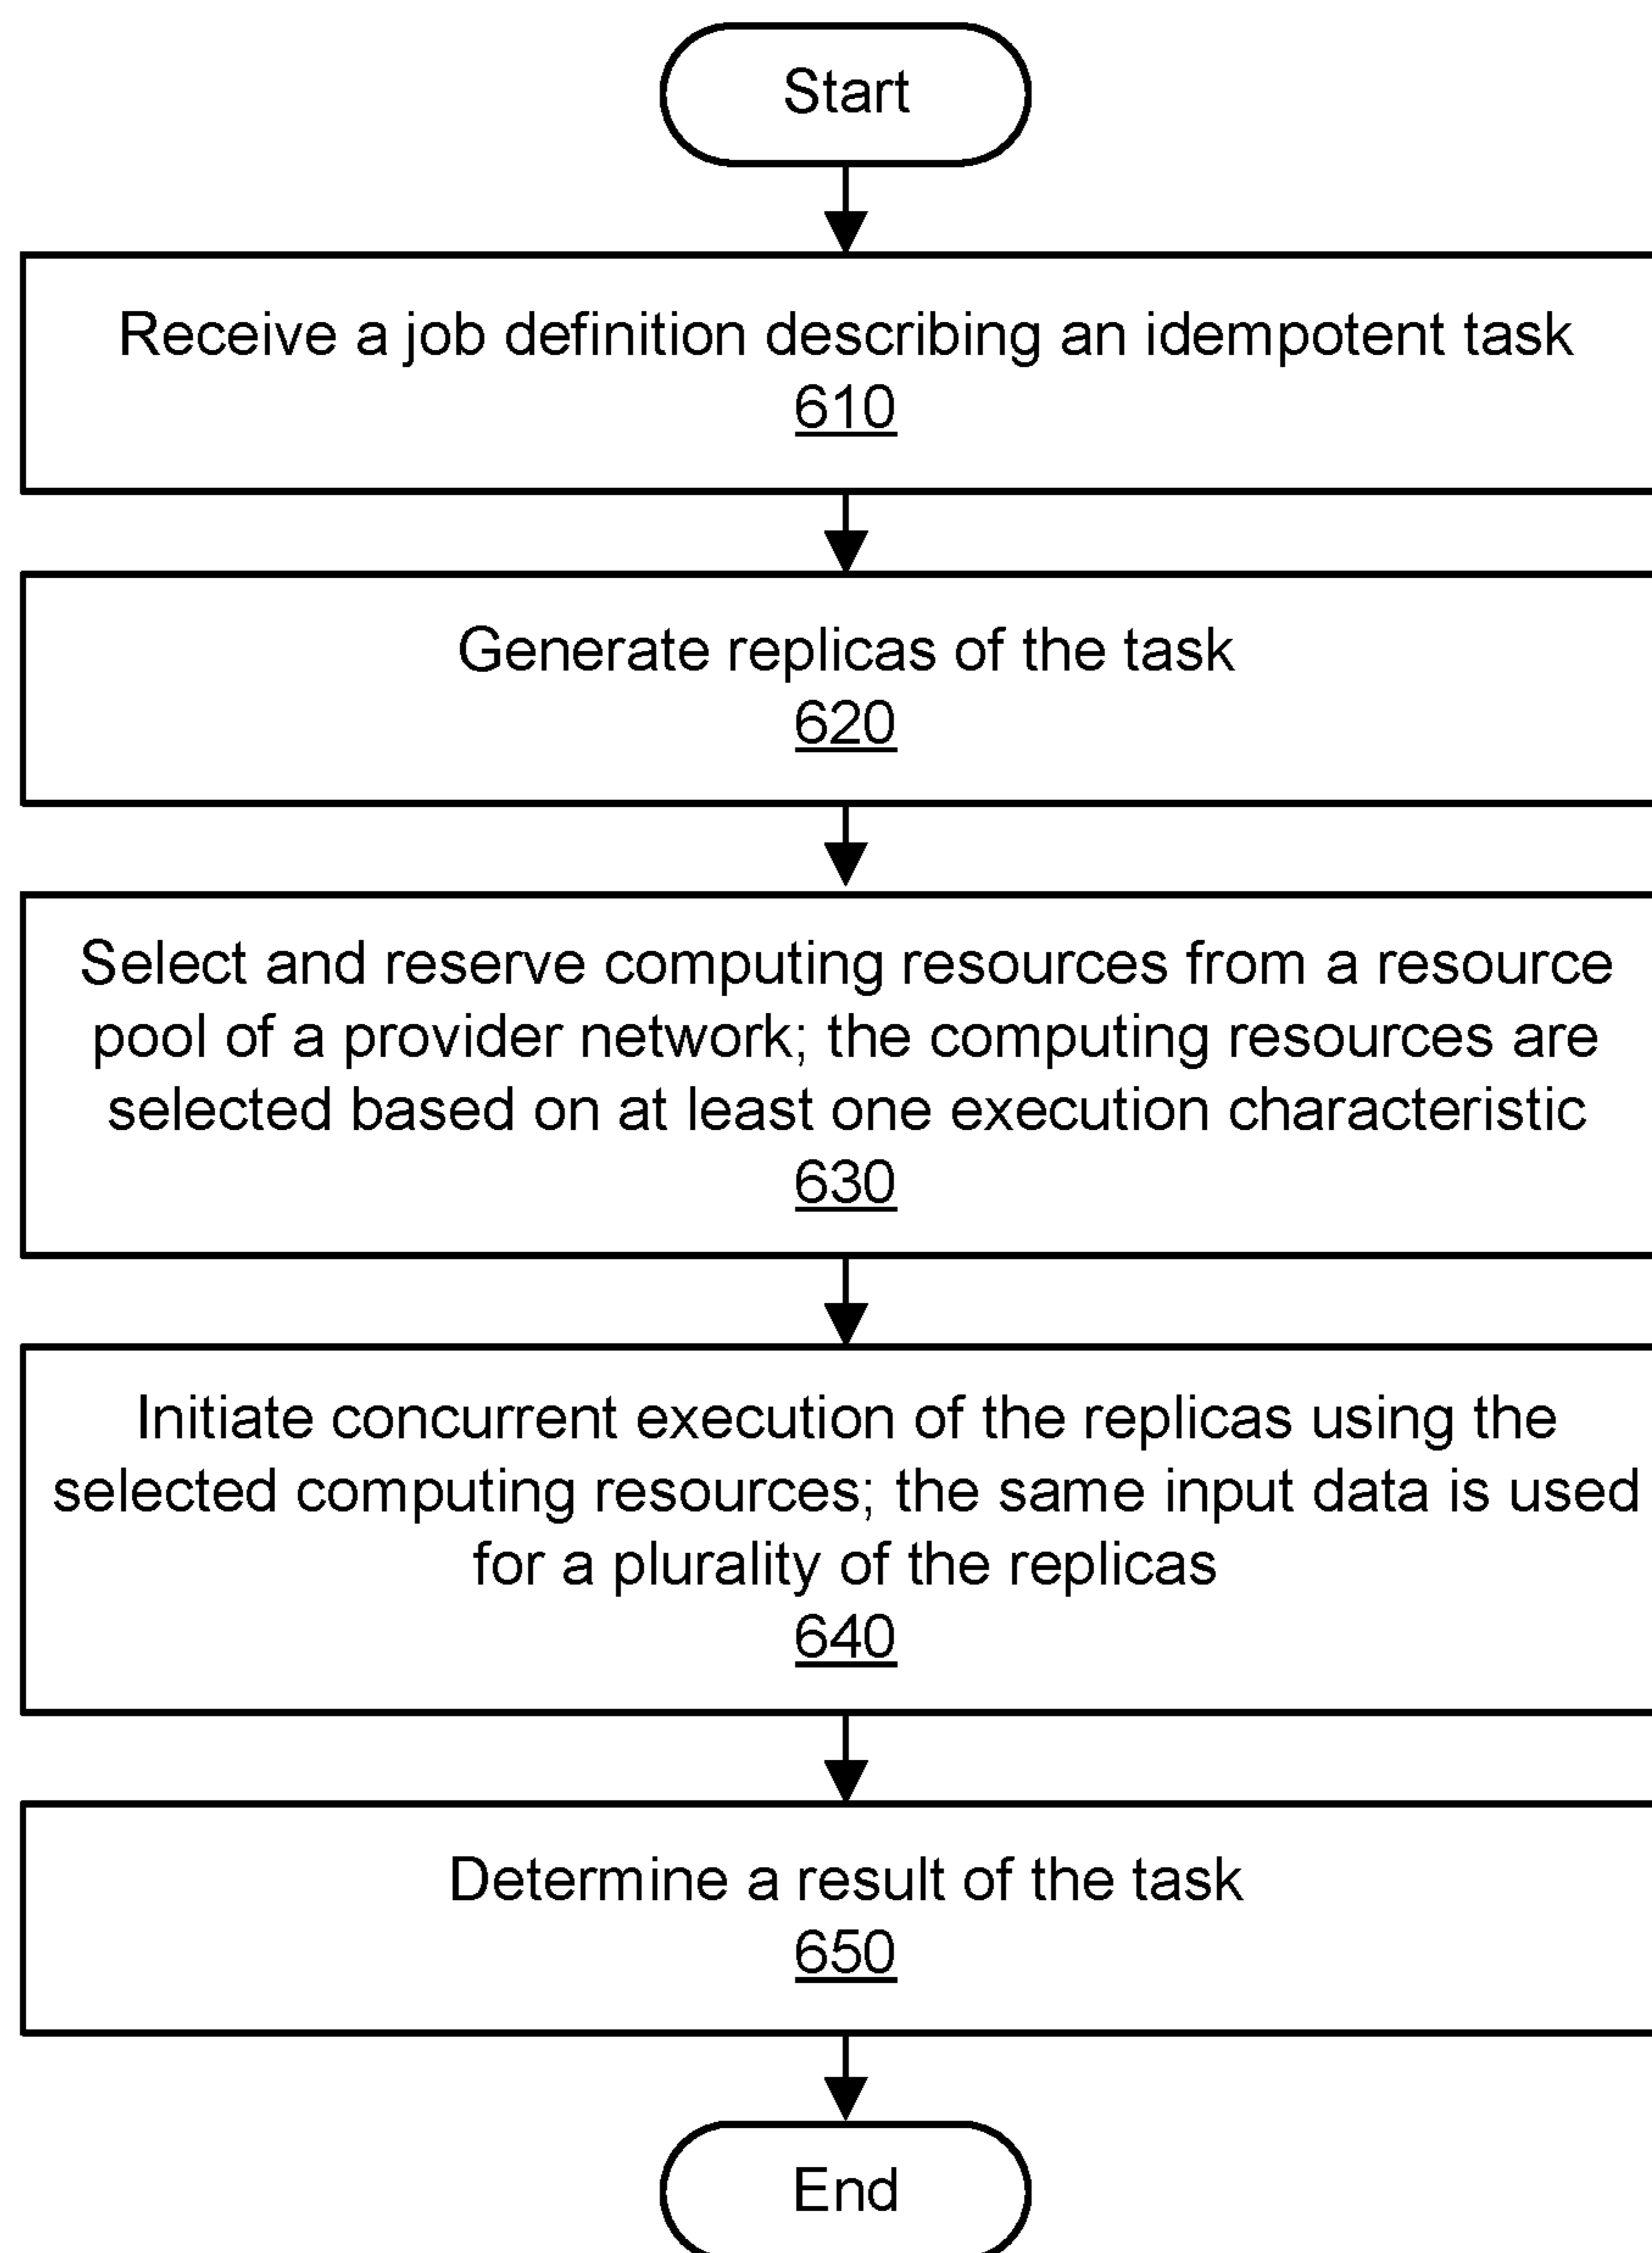 Start
Receive a job definition describing an idempotent task
610
Generate replicas of the task
620
Select and reserve computing resources from a resource
pool of a provider network; the computing resources are
selected based on at least one execution characteristic
630
Initiate concurrent execution of the replicas using the
selected computing resources; the same input data is used
for a plurality of the replicas
640
Determine a result of the task
650
End